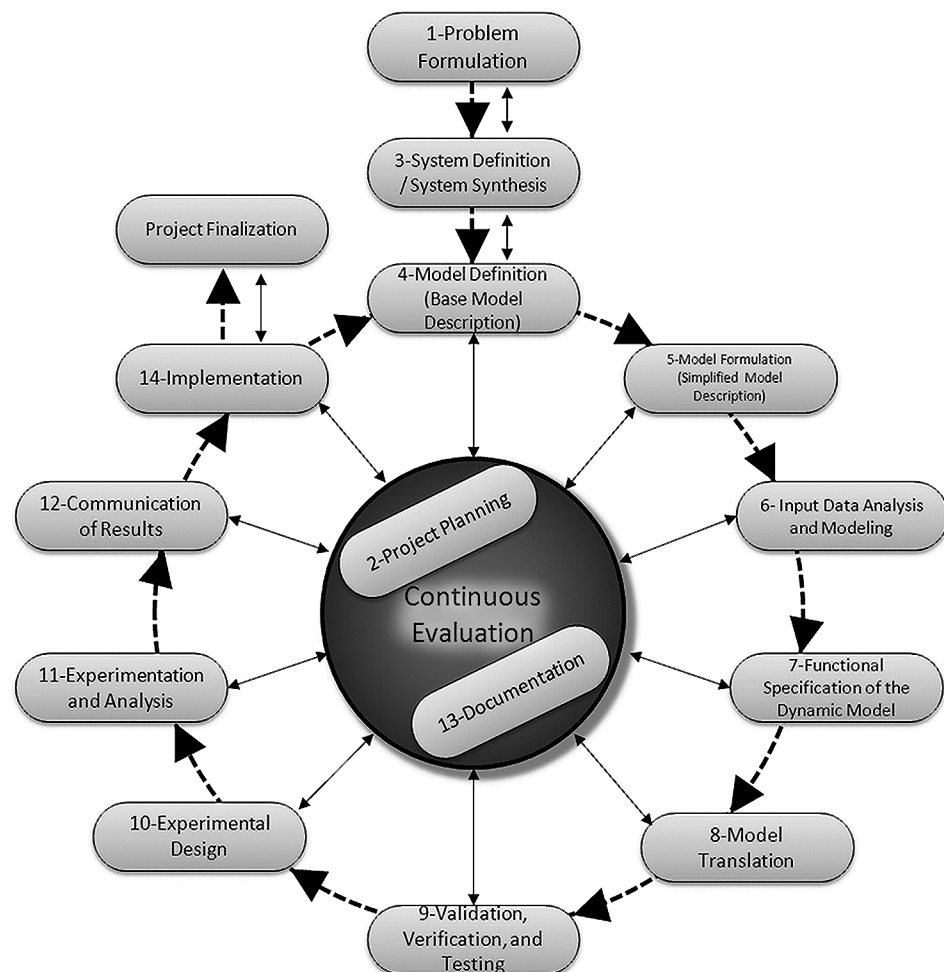 1-Problem
Formulation
3-System Definition
/ System Synthesis
Project Finalization
4-Model Definition
(Base Model
Description)
14-Implementation
5-Model Formulation
(Simplified Model
Description)
12-Communication
of Results
2-Project Planning
6- Input Data Analysis
and Modeling
Continuous
Evaluation
11-Experimentation
and Analysis
13-Documentation
7-Functional
Specification of the
Dynamic Model
10-Experimental
Design
8-Model
Translation
9-Validation,
Verification, and
Testing